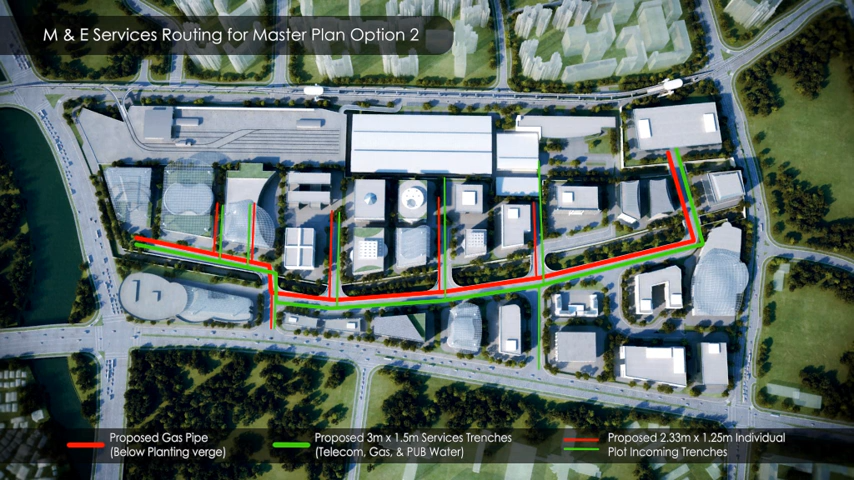 M & E Services Routing for Master Plan Option 2
Proposed Gas Pipe
(Below Planting verge)
Proposed 3m x 1.5m Services Trenches
(Telecom, Gas, & PUB Water)
Proposed 2.33m x 1.25m Individual
Plot Incoming Trenches